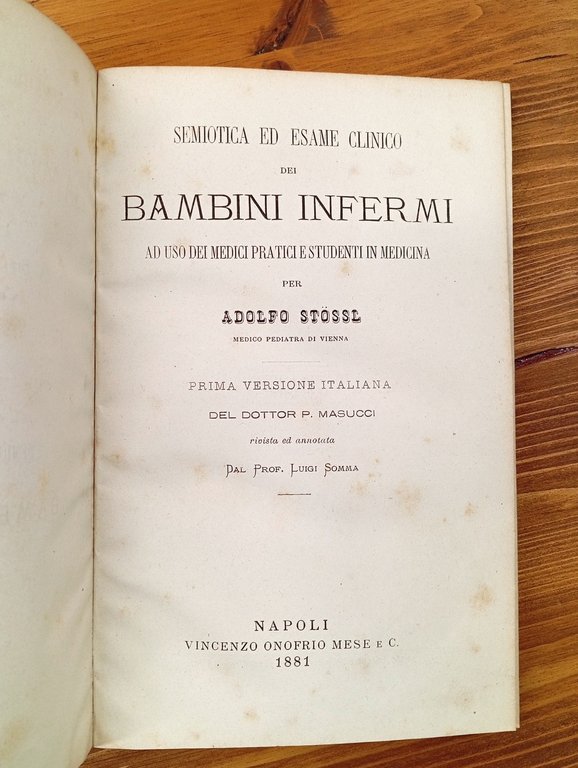 SEMIOTICA ED ESAME CLINICO
DEI
BAMBINI INFERMI
AD USO DEI MEDICI PRATICI E STUDENTI IN MEDICINA
PER
ADOLFO STÖSSL
MEDICO PEDIATRA DI VIENNA
PRIMA VERSIONE ITALIANA
DEL DOTTOR P. MASUCCI
rivista ed annotata
DAL PROF. LUIGI SOMMA
NAPOLI
VINCENZO ONOFRIO MESE E C.
1881